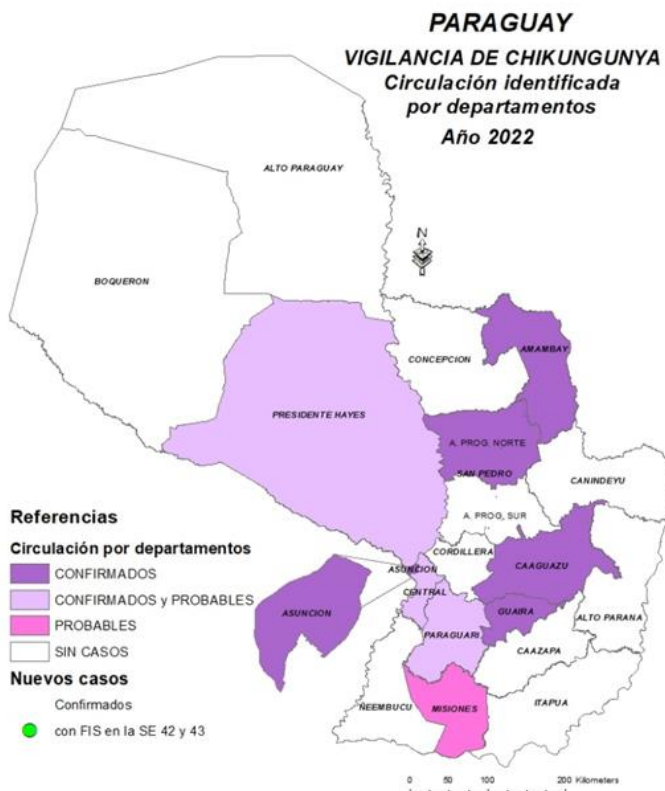 PARAGUAY
VIGILANCIA DE CHIKUNGUNYA
Circulación identificada
por departamentos
Año 2022
ALTO PARAGUAY
N
BOQUERON
AMAMBAY
CONCEPCION
PRESIDENTE HAYES
A. PROG. NORTE
SAN PEDRO
CANINDEYU
A. PROG, SUR
CORDILLERA
ASUNCION
CAAGUAZU
CENTRAL
ASUNCION
GUAIRA
ALTO PARANA
PARAGUARI
CAAZAPA
ÑEEMBUCU
MISIONES
ITAPUA
Referencias
Circulación por departamentos
CONFIRMADOS
CONFIRMADOS y PROBABLES
PROBABLES
SIN CASOS
Nuevos casos
Confirmados
con FIS en la SE 42 y 43
0 50 100 200 Kilometers